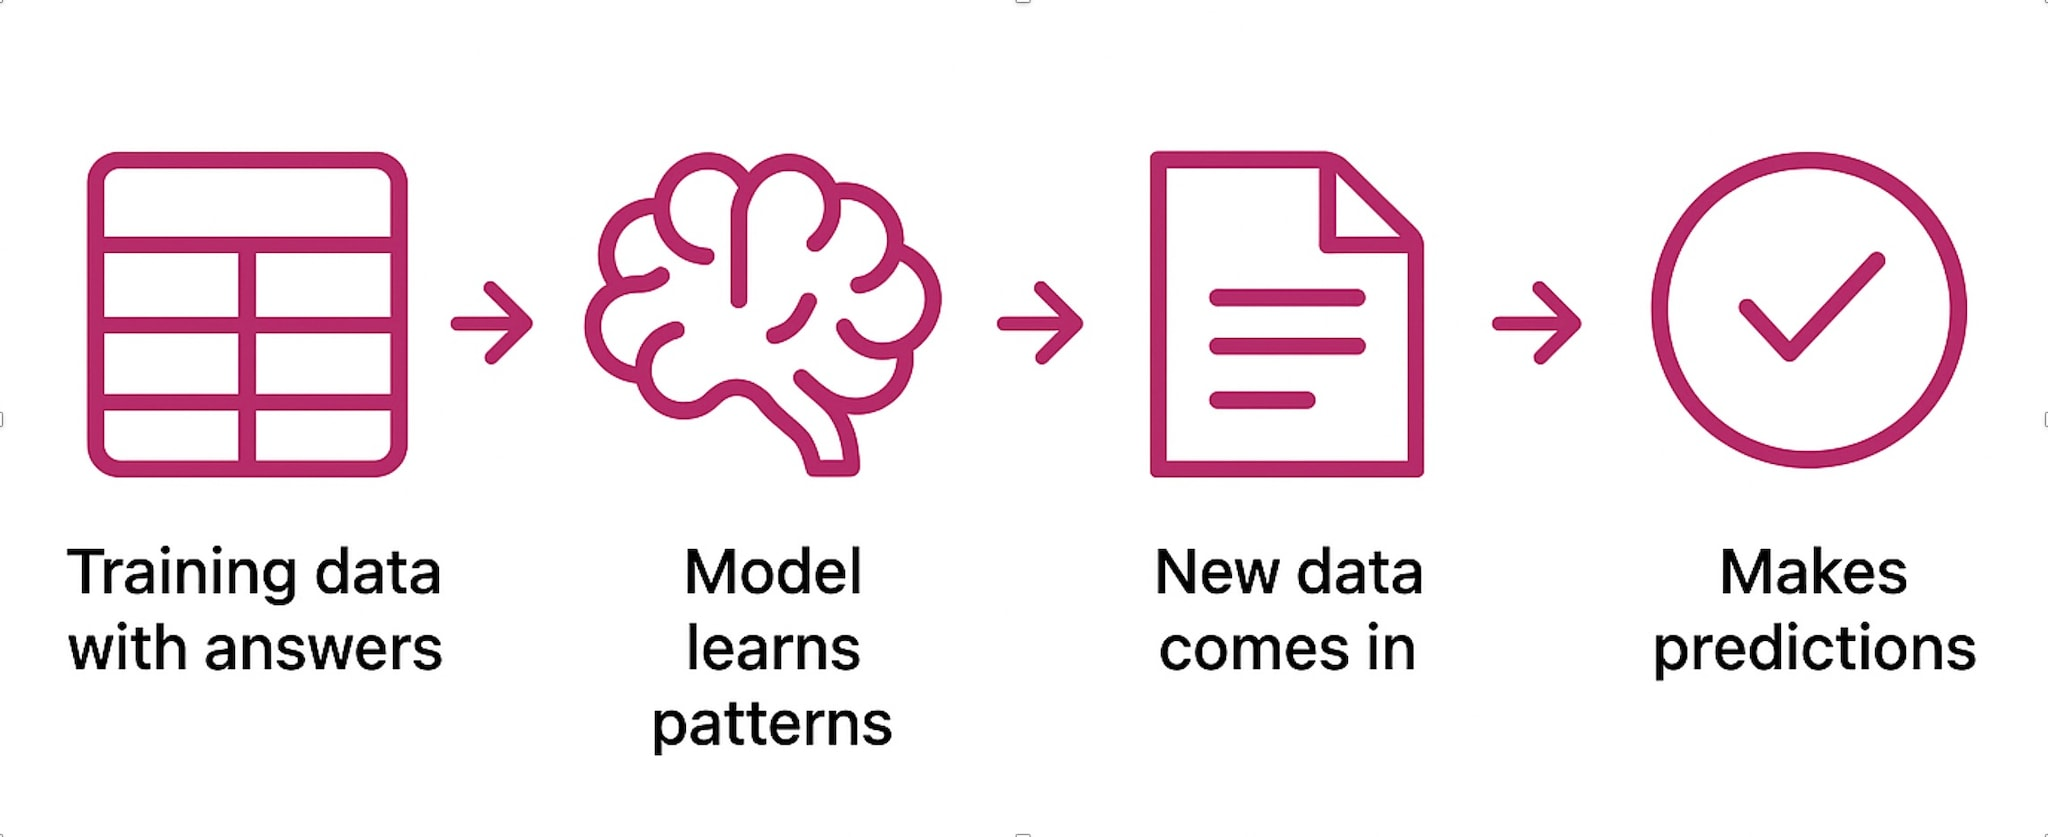 Training data
with answers
Model
learns
patterns
New data
comes in
Makes
predictions